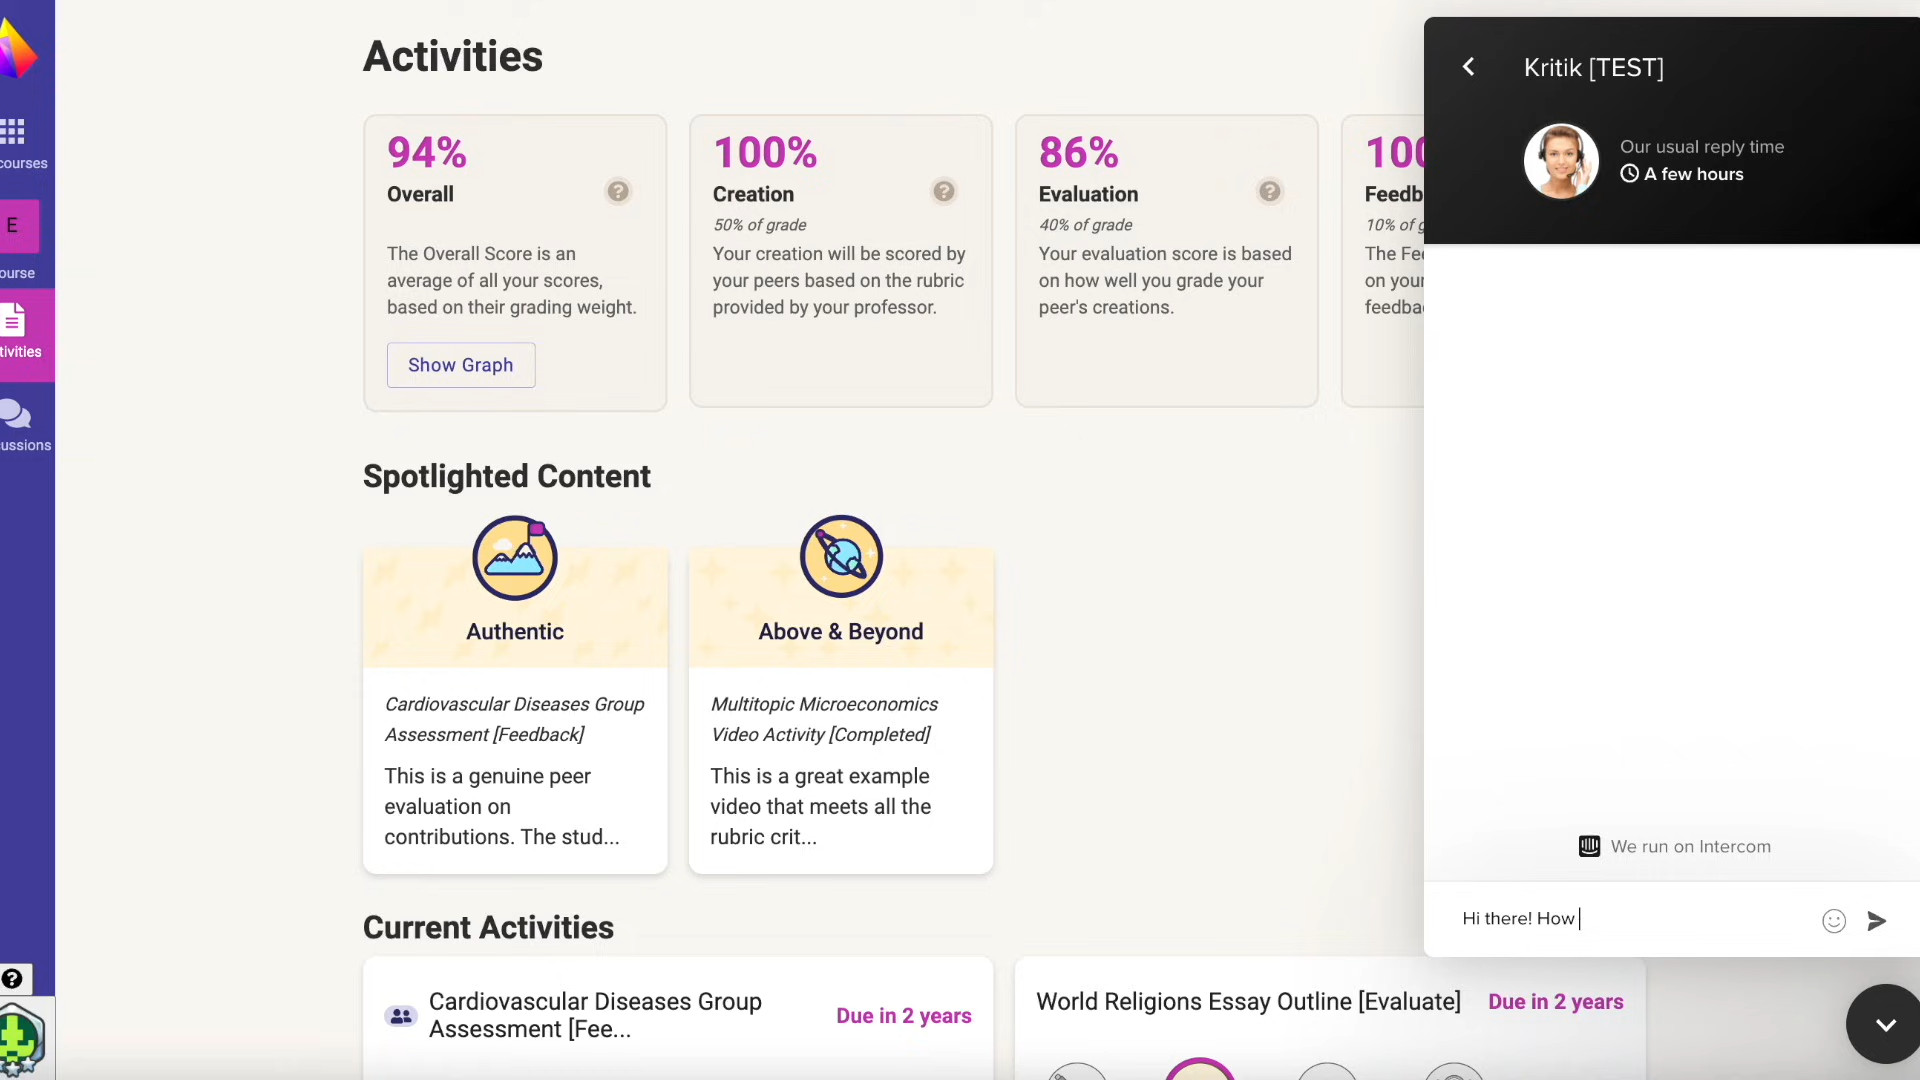 courses
E
ourse
tivities
ussions
Activities
94%
Overall
The Overall Score is an
average of all your scores,
based on their grading weight.
Show Graph
100%
Creation
50% of grade
Your creation will be scored by
your peers based on the rubric
provided by your professor.
86%
Evaluation
40% of grade
Your evaluation score is based
on how well you grade your
peer's creations.
100
Feedb
10% of g
The Fee
on your
feedba
Spotlighted Content
Authentic
Cardiovascular Diseases Group
Assessment [Feedback]
This is a genuine peer
evaluation on
contributions. The stud...
Above & Beyond
Multitopic Microeconomics
Video Activity [Completed]
This is a great example
video that meets all the
rubric crit...
Current Activities
Cardiovascular Diseases Group
Assessment [Fee...
Due in 2 years
World Religions Essay Outline [Evaluate]
Due in 2 years
Kritik [TEST]
Our usual reply time
A few hours
We run on Intercom
Hi there! How